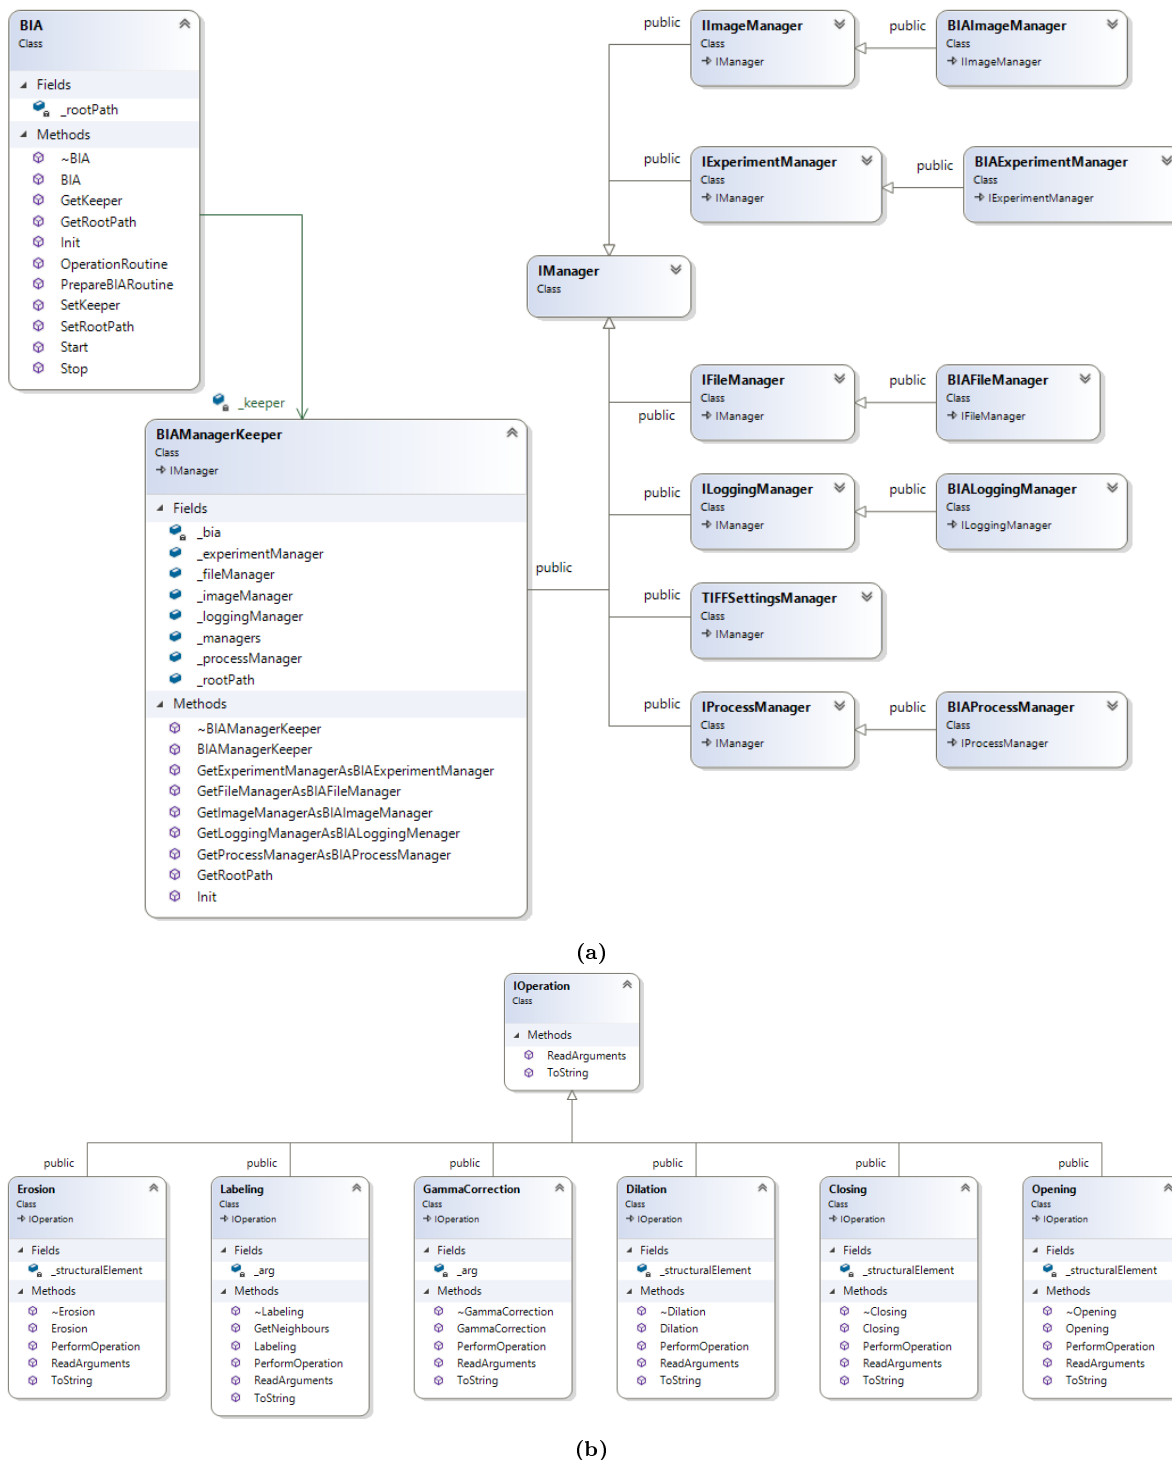 BIA
Class
Fields
_rootPath
Methods
~BIA
BIA
GetKeeper
GetRootPath
Init
OperationRoutine
PrepareBIARoutine
SetKeeper
SetRootPath
Start
Stop
_keeper
public
IImageManager
Class
IManager
public
BIAImageManager
Class
IImageManager
public
IExperimentManager
Class
IManager
public
BIAExperimentManager
Class
IExperimentManager
IManager
Class
IFileManager
Class
IManager
public
public
BIAFileManager
Class
IFileManager
BIAManagerKeeper
Class
IManager
Fields
_bia
_experimentManager
_fileManager
_imageManager
_loggingManager
_managers
_processManager
_rootPath
Methods
~BIAManagerKeeper
BIAManagerKeeper
GetExperimentManagerAsBIAExperimentManager
GetFileManagerAsBIAFileManager
GetImageManagerAsBIAImageManager
GetLoggingManagerAsBIALoggingMenager
GetProcessManagerAsBIAProcessManager
GetRootPath
Init
public
public
ILoggingManager
Class
IManager
public
BIALoggingManager
Class
ILoggingManager
public
TIFFSettingsManager
Class
IManager
public
IProcessManager
Class
IManager
public
BIAProcessManager
Class
IProcessManager
(a)
IOperation
Class
Methods
ReadArguments
ToString
public
Erosion
Class
IOperation
Fields
_structuralElement
Methods
~Erosion
Erosion
PerformOperation
ReadArguments
ToString
public
Labeling
Class
IOperation
Fields
_arg
Methods
~Labeling
GetNeighbours
Labeling
PerformOperation
ReadArguments
ToString
public
GammaCorrection
Class
IOperation
Fields
_arg
Methods
~GammaCorrection
GammaCorrection
PerformOperation
ReadArguments
ToString
public
Dilation
Class
IOperation
Fields
_structuralElement
Methods
~Dilation
Dilation
PerformOperation
ReadArguments
ToString
public
Closing
Class
IOperation
Fields
_structuralElement
Methods
~Closing
Closing
PerformOperation
ReadArguments
ToString
public
Opening
Class
IOperation
Fields
_structuralElement
Methods
~Opening
Opening
PerformOperation
ReadArguments
ToString
(b)